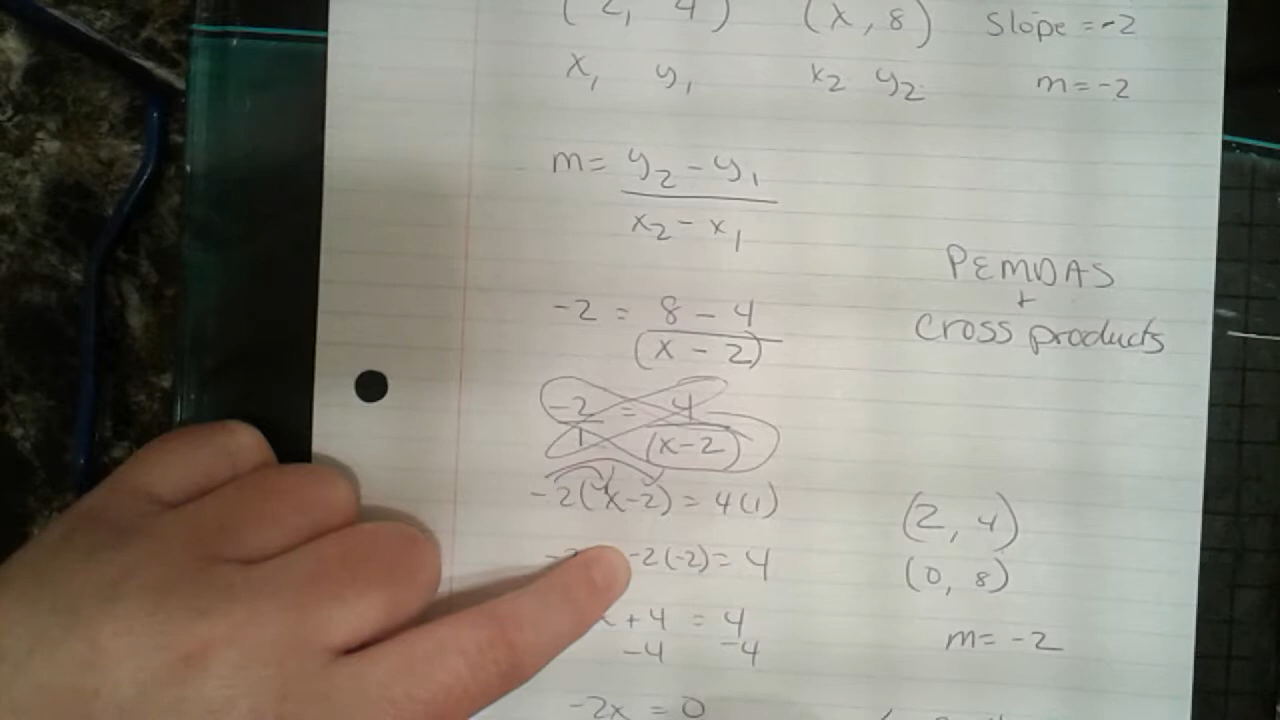 (2, 4) (x, 8) Slope = -2
x1 y1 x2 y2 m = -2
m = y2 - y1
x2 - x1
PEMDAS
+
Cross products
-2 = 8 - 4
(x - 2)
-2 = 4
1 (x-2)
-2(x-2) = 4(1)
(2, 4)
-2(-2) = 4
(0, 8)
x + 4 = 4
-4 -4
m = -2
-2x = 0